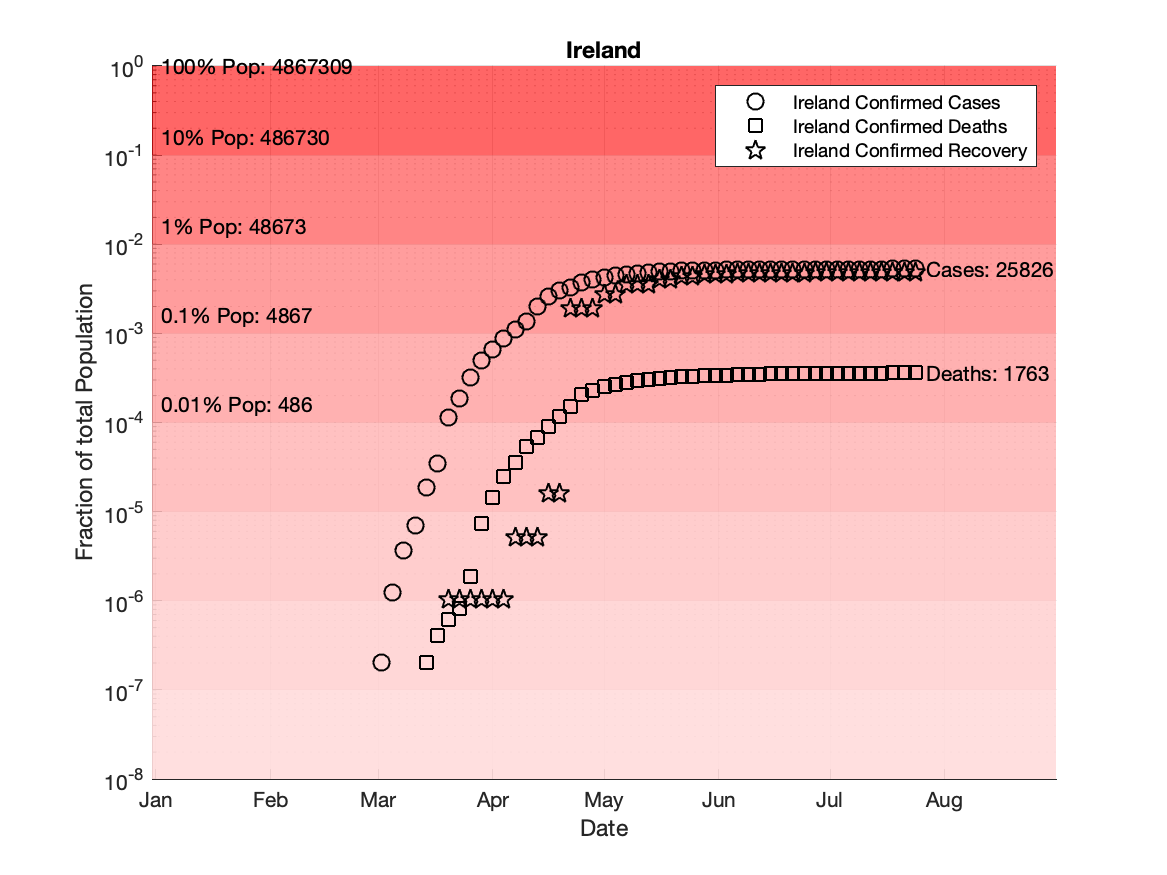 Ireland
10^0
100% Pop: 4867309
Ireland Confirmed Cases
Ireland Confirmed Deaths
Ireland Confirmed Recovery
10% Pop: 486730
10^-1
1% Pop: 48673
10^-2
Cases: 25826
0.1% Pop: 4867
10^-3
Deaths: 1763
0.01% Pop: 486
10^-4
10^-5
10^-6
10^-7
10^-8
Fraction of total Population
Jan Feb Mar Apr May Jun Jul Aug
Date